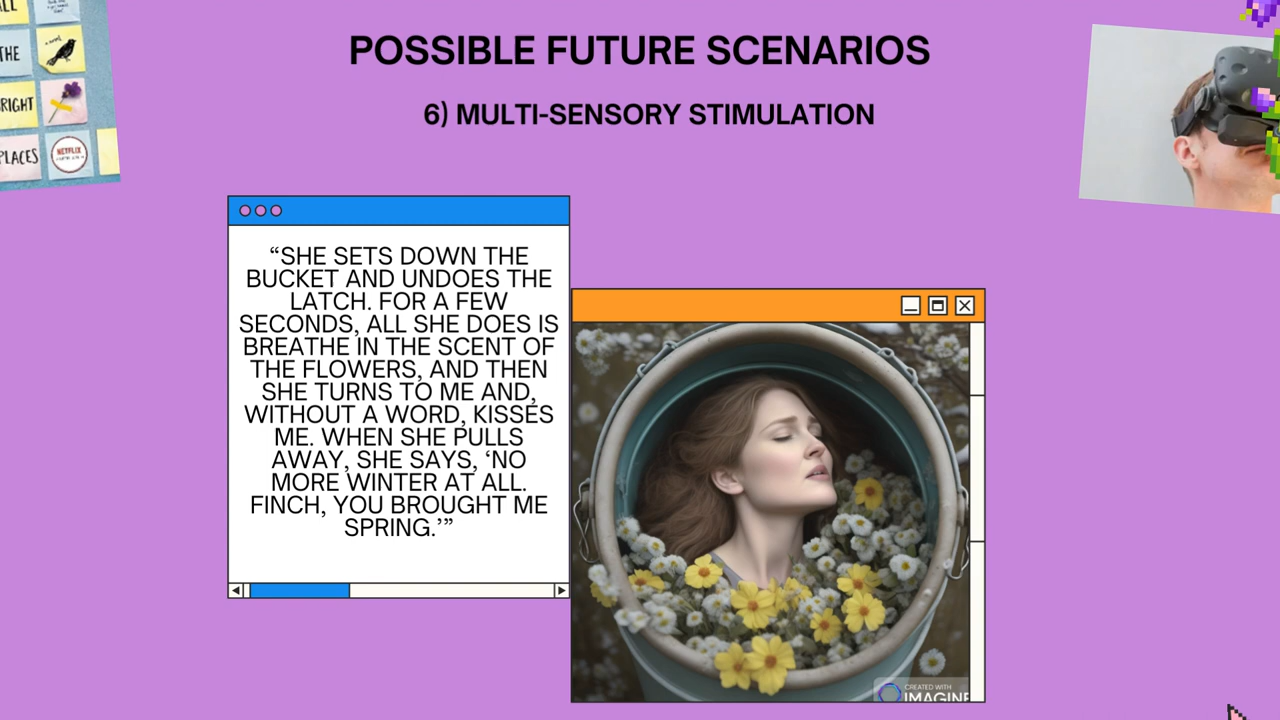 POSSIBLE FUTURE SCENARIOS
6) MULTI-SENSORY STIMULATION
ALL
THE
BRIGHT
PLACES
NETFLIX
“SHE SETS DOWN THE
BUCKET AND UNDOES THE
LATCH. FOR A FEW
SECONDS, ALL SHE DOES IS
BREATHE IN THE SCENT OF
THE FLOWERS, AND THEN
SHE TURNS TO ME AND,
WITHOUT A WORD, KISSES
ME. WHEN SHE PULLS
AWAY, SHE SAYS, ‘NO
MORE WINTER AT ALL.
FINCH, YOU BROUGHT ME
SPRING.’”
CREATED WITH
IMAGINE